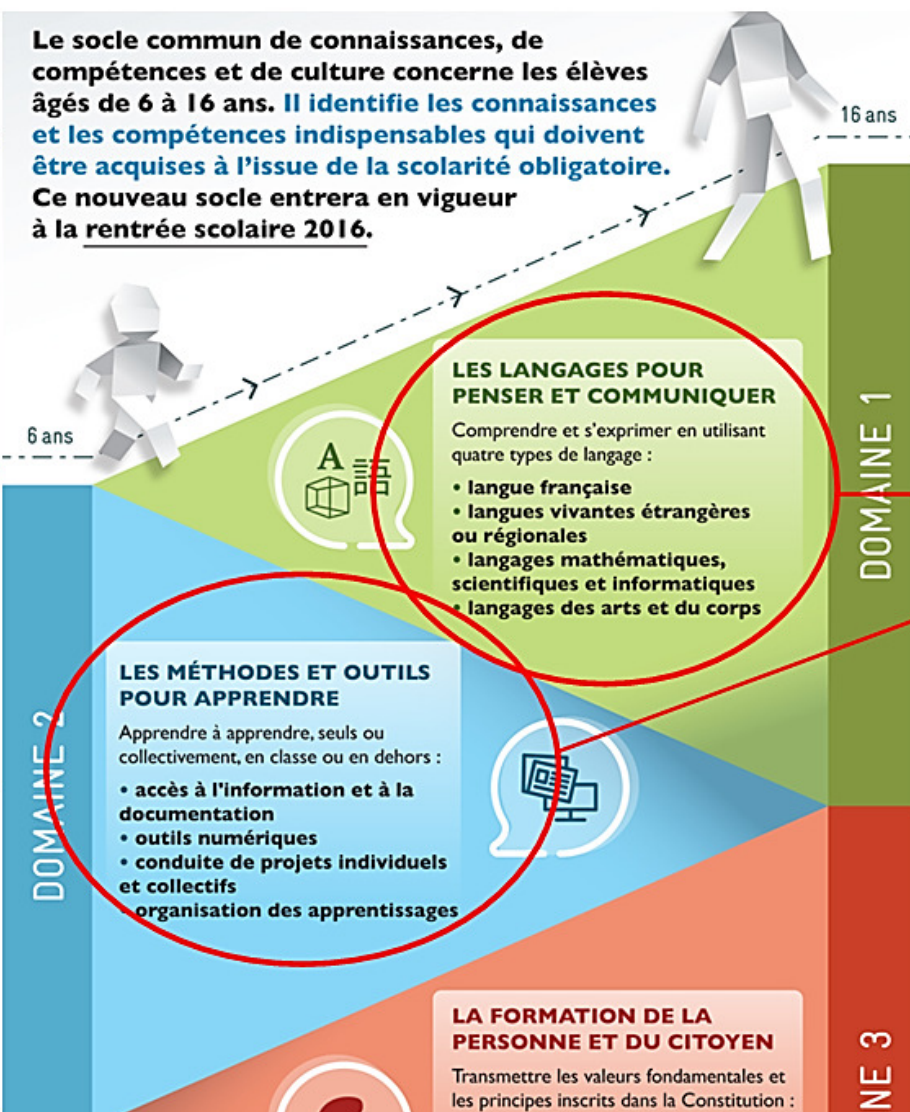 Le socle commun de connaissances, de
compétences et de culture concerne les élèves
âgés de 6 à 16 ans. Il identifie les connaissances
et les compétences indispensables qui doivent
être acquises à l'issue de la scolarité obligatoire.
Ce nouveau socle entrera en vigueur
à la rentrée scolaire 2016.
16 ans
6 ans
LES LANGAGES POUR
PENSER ET COMMUNIQUER
Comprendre et s'exprimer en utilisant
quatre types de langage :
• langue française
• langues vivantes étrangères
ou régionales
• langages mathématiques,
scientifiques et informatiques
• langages des arts et du corps
DOMAINE 1
A
語
LES MÉTHODES ET OUTILS
POUR APPRENDRE
Apprendre à apprendre, seuls ou
collectivement, en classe ou en dehors :
• accès à l'information et à la
documentation
• outils numériques
• conduite de projets individuels
et collectifs
• organisation des apprentissages
DOMAINE 2
LA FORMATION DE LA
PERSONNE ET DU CITOYEN
Transmettre les valeurs fondamentales et
les principes inscrits dans la Constitution :
NE 3